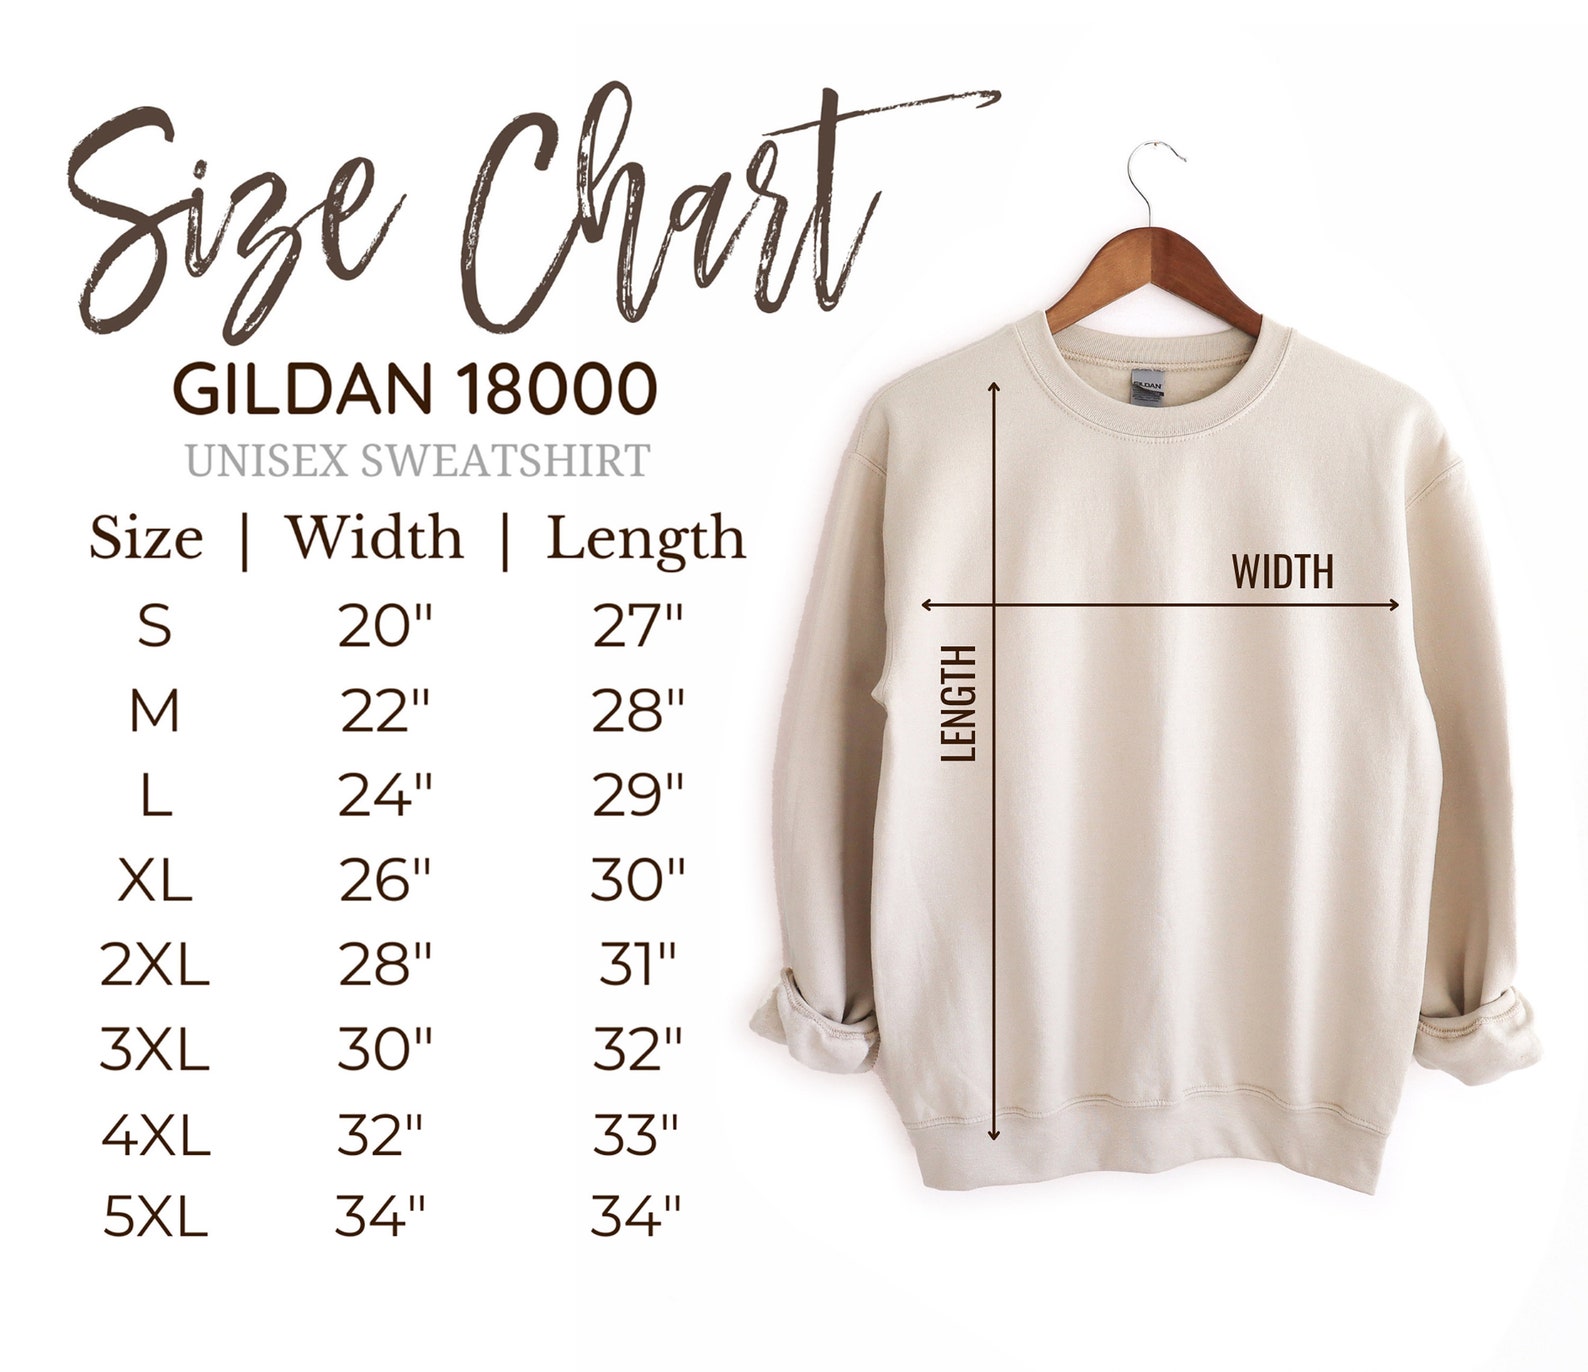 Size Chart
GILDAN 18000
UNISEX SWEATSHIRT
Size | Width | Length
S 20" 27"
M 22" 28"
L 24" 29"
XL 26" 30"
2XL 28" 31"
3XL 30" 32"
4XL 32" 33"
5XL 34" 34"
GILDAN
WIDTH
LENGTH